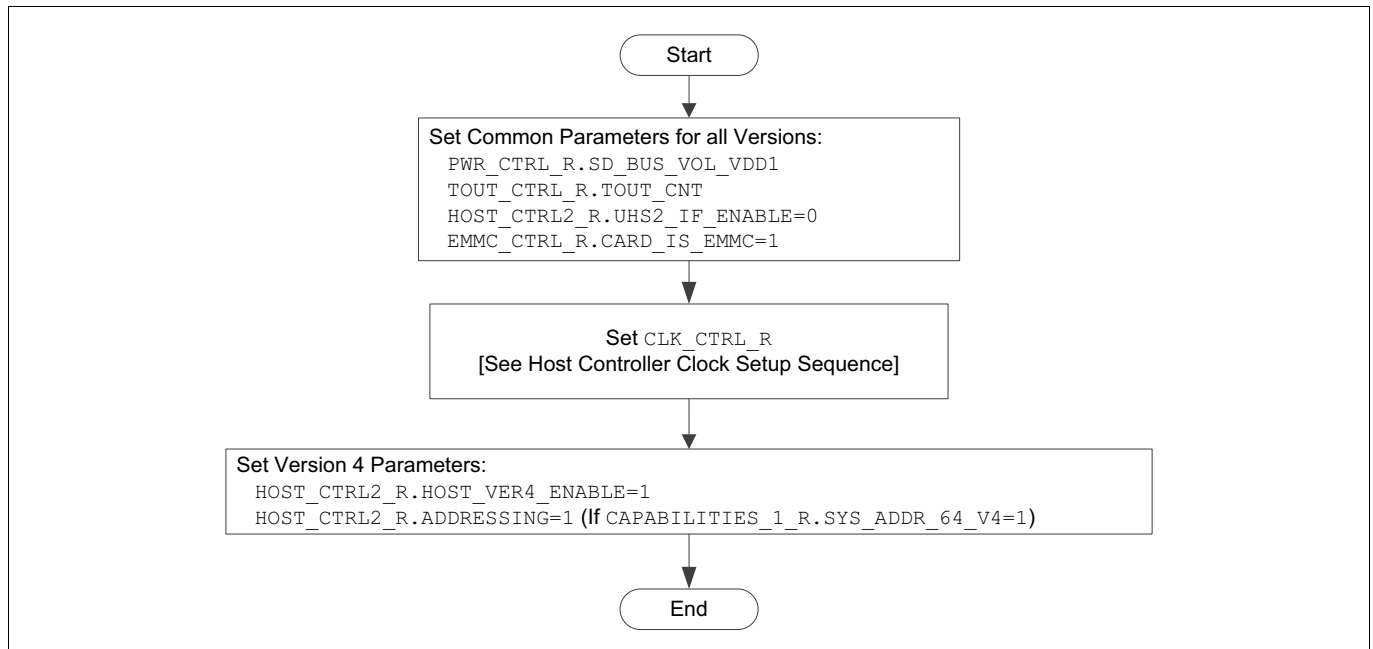 Start
Set Common Parameters for all Versions:
PWR_CTRL_R.SD_BUS_VOL_VDD1
TOUT_CTRL_R.TOUT_CNT
HOST_CTRL2_R.UHS2_IF_ENABLE=0
EMMC_CTRL_R.CARD_IS_EMMC=1
Set CLK_CTRL_R
[See Host Controller Clock Setup Sequence]
Set Version 4 Parameters:
HOST_CTRL2_R.HOST_VER4_ENABLE=1
HOST_CTRL2_R.ADDRESSING=1 (If CAPABILITIES_1_R.SYS_ADDR_64_V4=1)
End